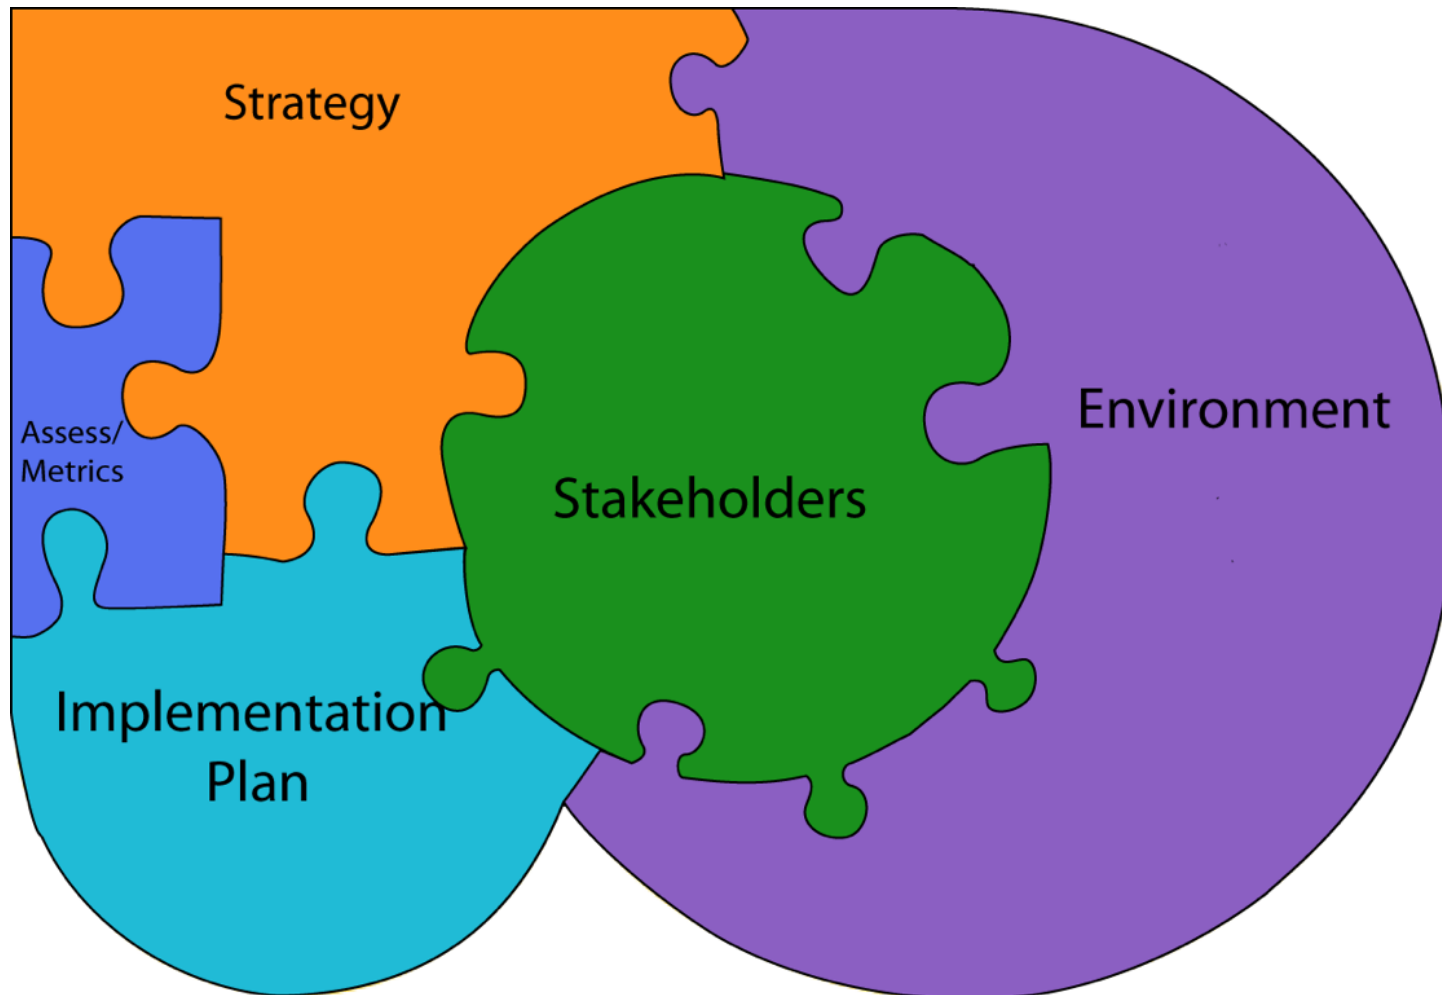 Strategy
Assess/
Metrics
Environment
Stakeholders
Implementation
Plan